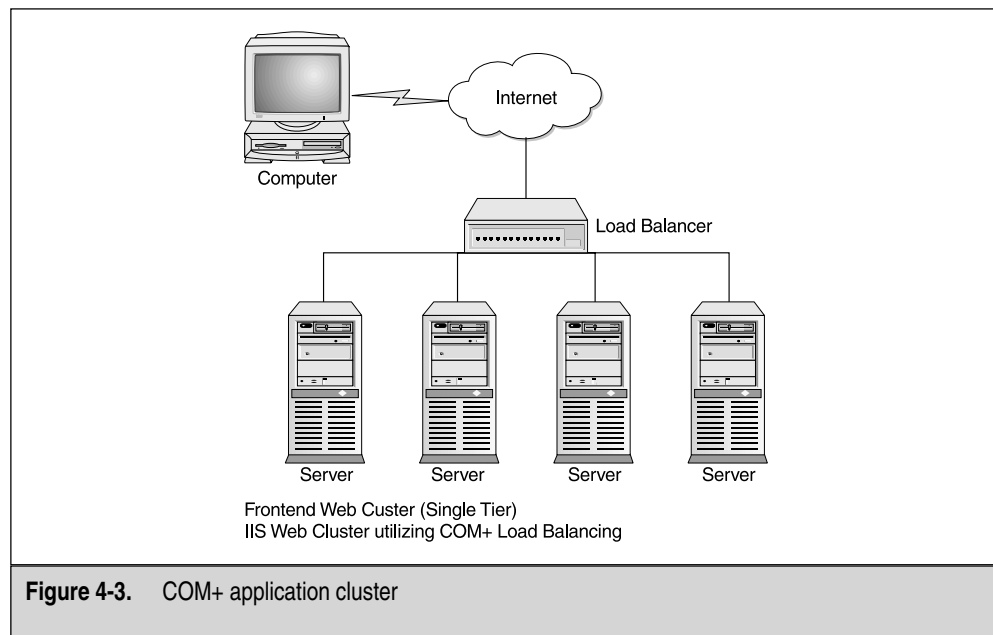 Internet
Computer
Load Balancer
Server
Server
Server
Server
Frontend Web Custer (Single Tier)
IIS Web Cluster utilizing COM+ Load Balancing
Figure 4-3. COM+ application cluster